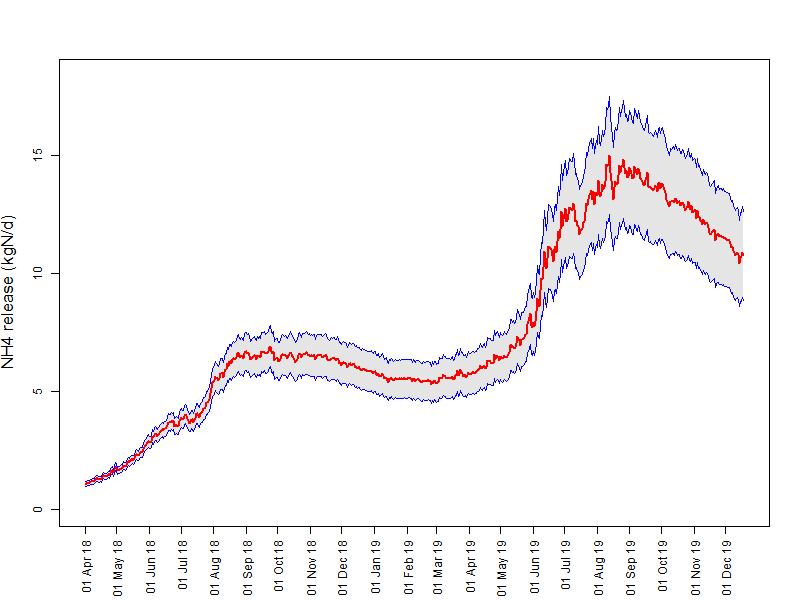 NH4 release (kgN/d)
15
10
5
0
01 Apr 18
01 May 18
01 Jun 18
01 Jul 18
01 Aug 18
01 Sep 18
01 Oct 18
01 Nov 18
01 Dec 18
01 Jan 19
01 Feb 19
01 Mar 19
01 Apr 19
01 May 19
01 Jun 19
01 Jul 19
01 Aug 19
01 Sep 19
01 Oct 19
01 Nov 19
01 Dec 19